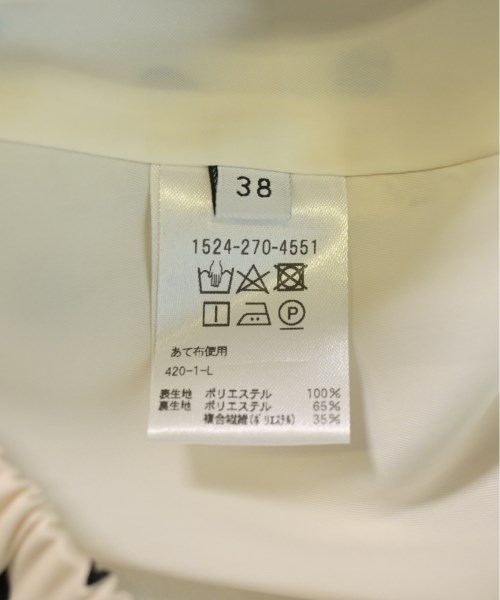 38
1524-270-4551
P
あて布使用
420-1-L
表生地 ポリエステル 100%
裏生地 ポリエステル 65%
複合繊維(ポリエステル) 35%